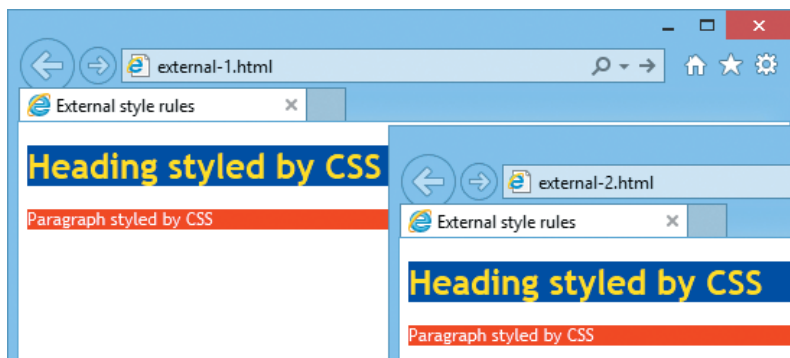 external-1.html
External style rules
Heading styled by CSS
Paragraph styled by CSS
external-2.html
External style rules
Heading styled by CSS
Paragraph styled by CSS